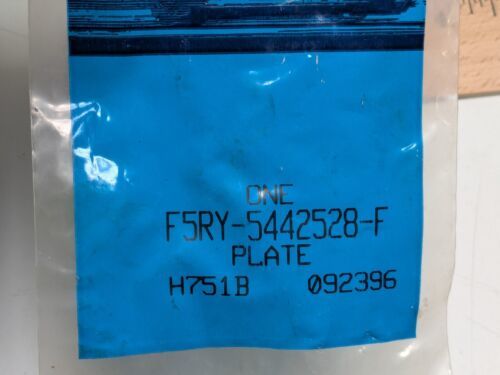 ONE
F5RY-5442528-F
PLATE
H751B 092396